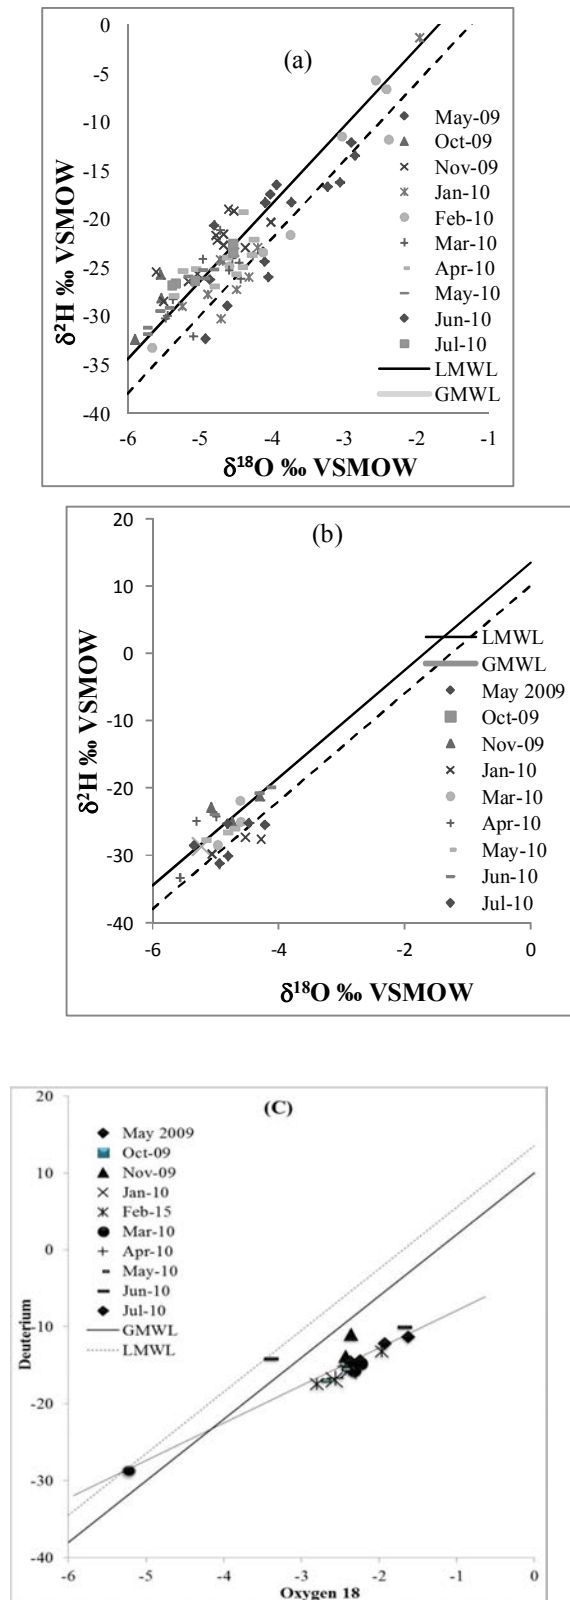 (a)
0
-5
-10
-15
-20
-25
-30
-35
-40
-6
-5
-4
-3
-2
-1
δ²H ‰ VSMOW
δ¹⁸O ‰ VSMOW
May-09
Oct-09
Nov-09
Jan-10
Feb-10
Mar-10
Apr-10
May-10
Jun-10
Jul-10
LMWL
GMWL
(b)
20
10
0
-10
-20
-30
-40
-6
-4
-2
0
δ²H ‰ VSMOW
δ¹⁸O ‰ VSMOW
LMWL
GMWL
May 2009
Oct-09
Nov-09
Jan-10
Mar-10
Apr-10
May-10
Jun-10
Jul-10
(C)
20
10
0
-10
-20
-30
-40
-6
-5
-4
-3
-2
-1
0
Deuterium
Oxygen 18
May 2009
Oct-09
Nov-09
Jan-10
Feb-15
Mar-10
Apr-10
May-10
Jun-10
Jul-10
GMWL
LMWL